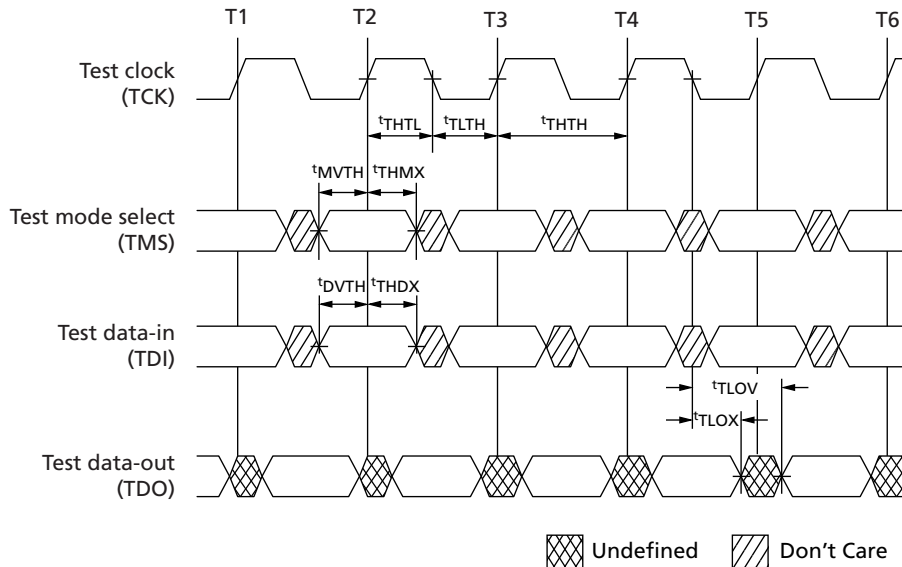 T1 T2 T3 T4 T5 T6
Test clock
(TCK)
tTHTL tTLTH tTHTH
tMVTH tTHMX
Test mode select
(TMS)
tDVTH tTHDX
Test data-in
(TDI)
tTLOV
tTLOX
Test data-out
(TDO)
Undefined Don't Care